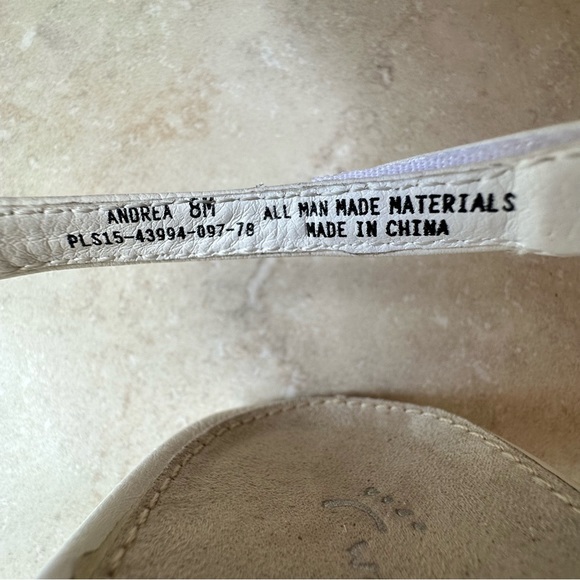 ANDREA 8M ALL MAN MADE MATERIALS
PLS15-43994-097-78 MADE IN CHINA